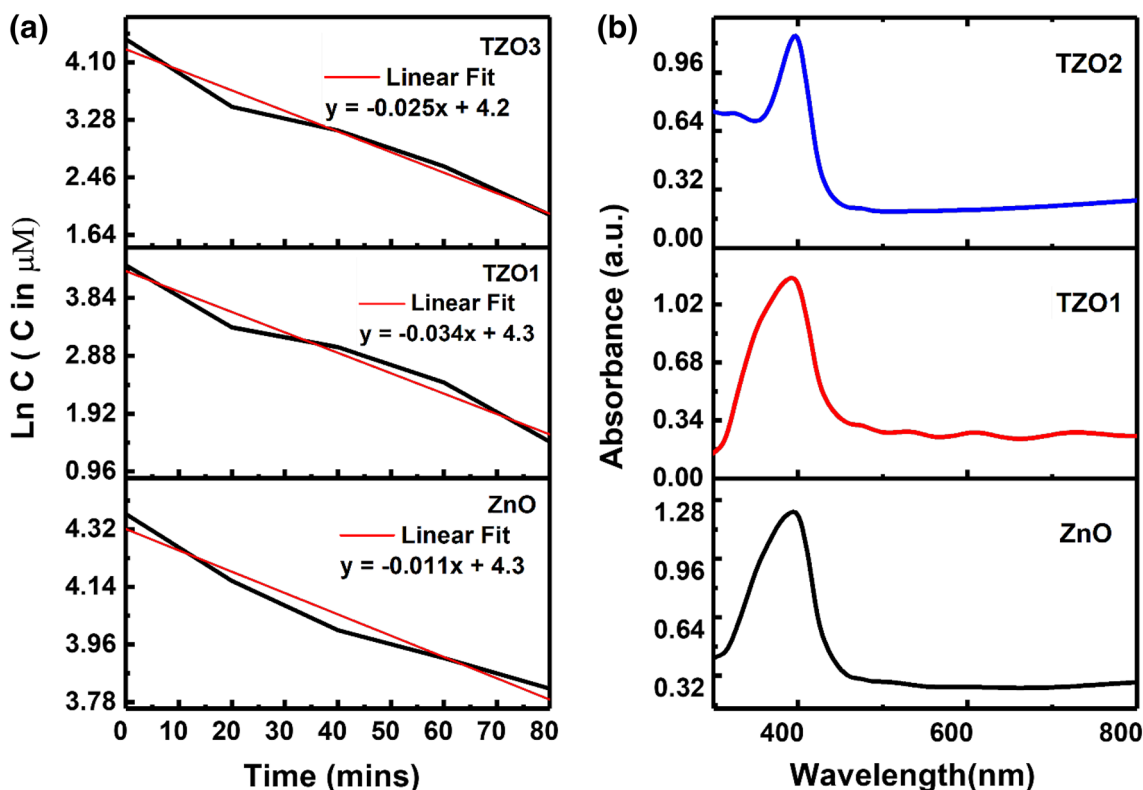 (a)
Ln C ( C in µM)
TZO3
Linear Fit
y = -0.025x + 4.2
4.10
3.28
2.46
1.64
TZO1
Linear Fit
y = -0.034x + 4.3
3.84
2.88
1.92
0.96
ZnO
Linear Fit
y = -0.011x + 4.3
4.32
4.14
3.96
3.78
0 10 20 30 40 50 60 70 80
Time (mins)
(b)
Absorbance (a.u.)
TZO2
0.96
0.64
0.32
0.00
TZO1
1.02
0.68
0.34
0.00
ZnO
1.28
0.96
0.64
0.32
400 600 800
Wavelength(nm)